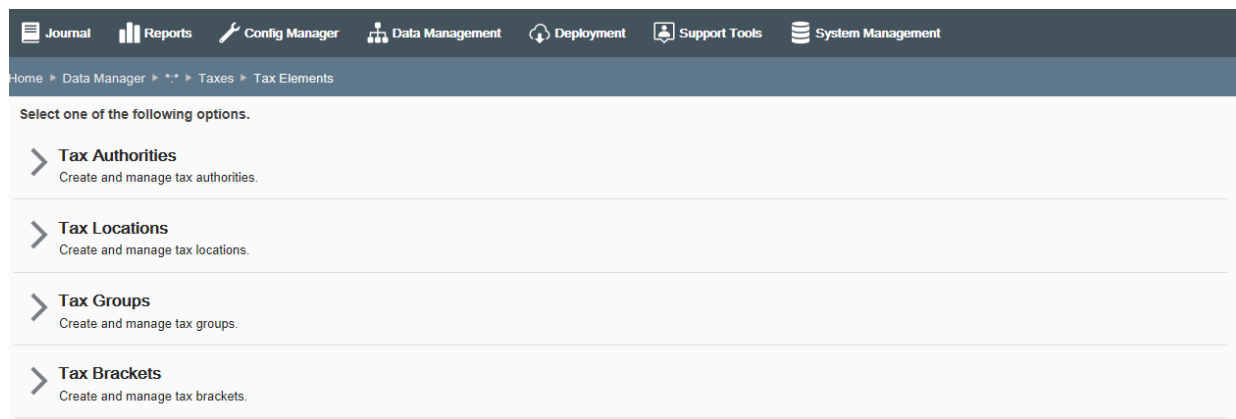 Journal Reports Config Manager Data Management Deployment Support Tools System Management
Home ▸ Data Manager ▸ *:* ▸ Taxes ▸ Tax Elements
Select one of the following options.
Tax Authorities
Create and manage tax authorities.
Tax Locations
Create and manage tax locations.
Tax Groups
Create and manage tax groups.
Tax Brackets
Create and manage tax brackets.